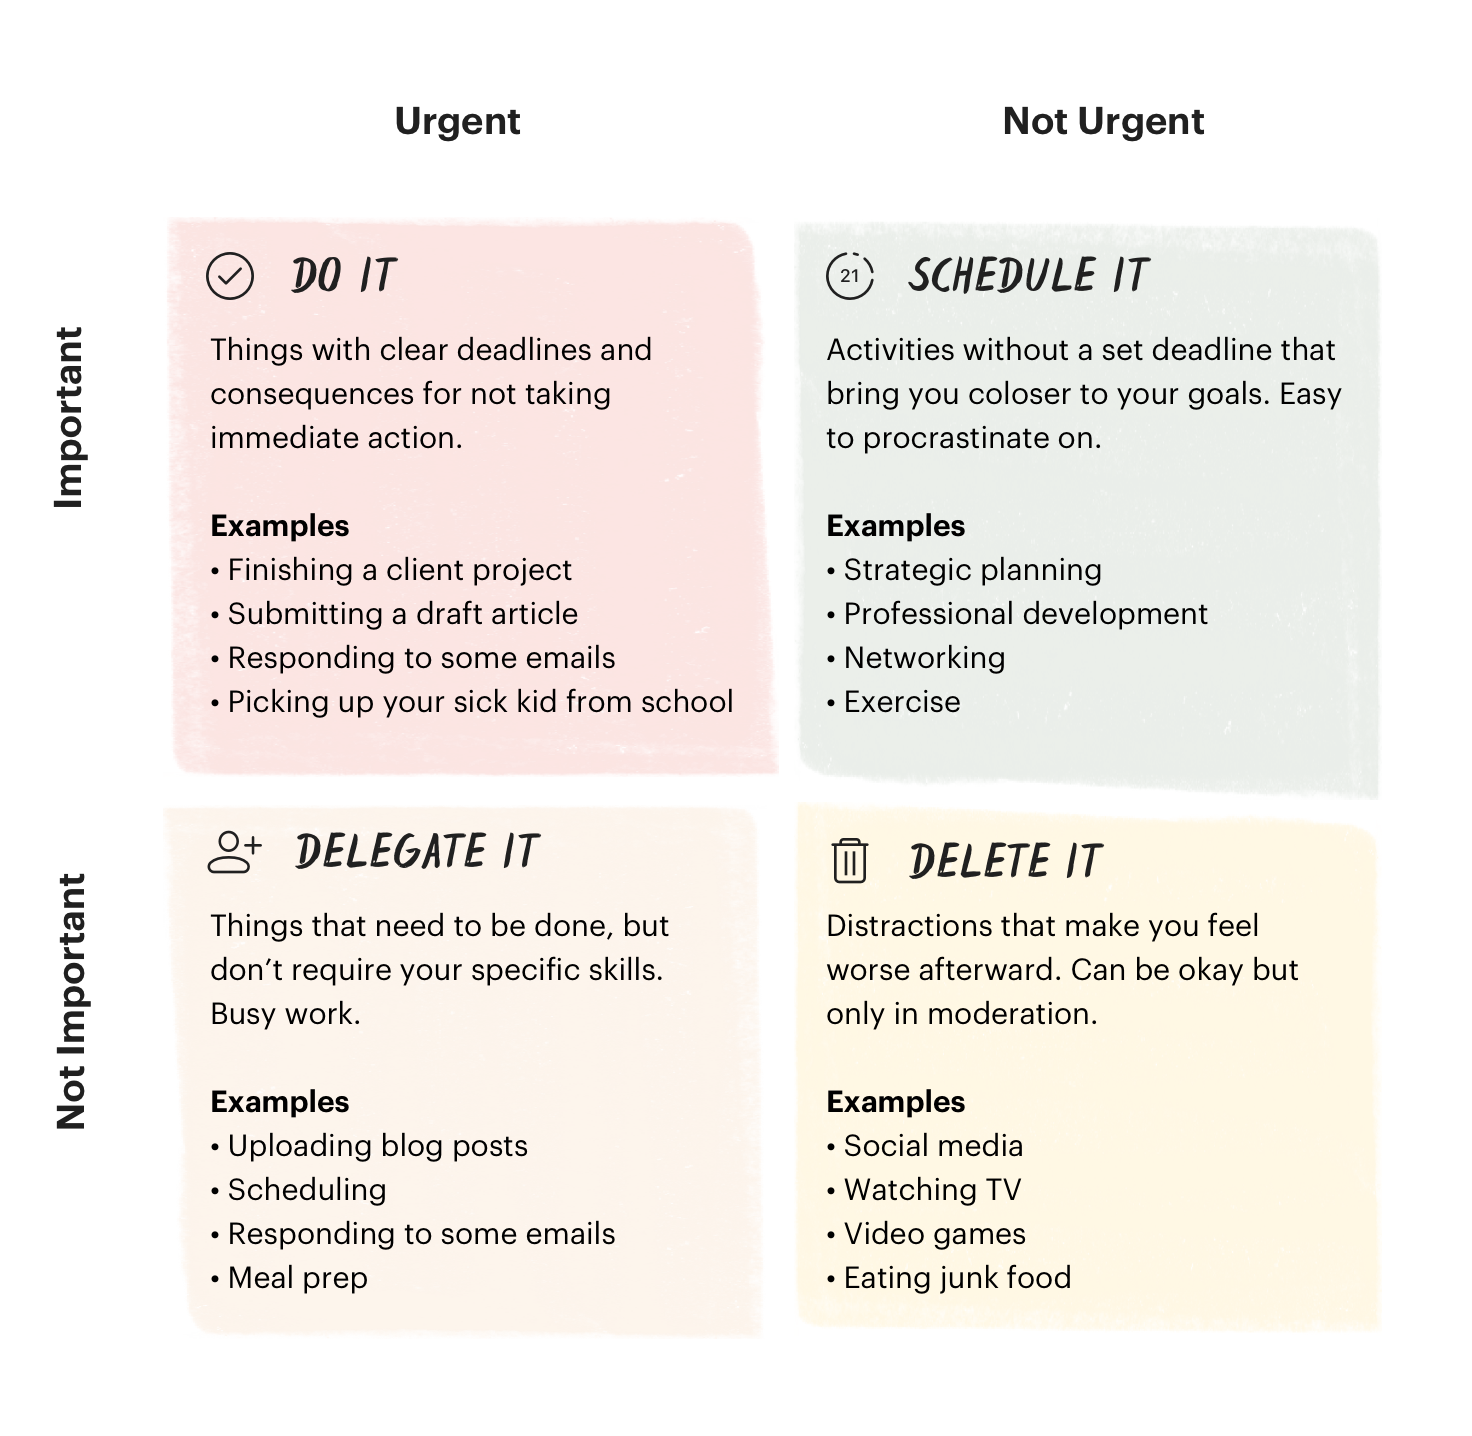 Urgent
Not Urgent
Important
DO IT
Things with clear deadlines and
consequences for not taking
immediate action.
Examples
• Finishing a client project
• Submitting a draft article
• Responding to some emails
• Picking up your sick kid from school
21
SCHEDULE IT
Activities without a set deadline that
bring you coloser to your goals. Easy
to procrastinate on.
Examples
• Strategic planning
• Professional development
• Networking
• Exercise
Not Important
DELEGATE IT
Things that need to be done, but
don’t require your specific skills.
Busy work.
Examples
• Uploading blog posts
• Scheduling
• Responding to some emails
• Meal prep
DELETE IT
Distractions that make you feel
worse afterward. Can be okay but
only in moderation.
Examples
• Social media
• Watching TV
• Video games
• Eating junk food